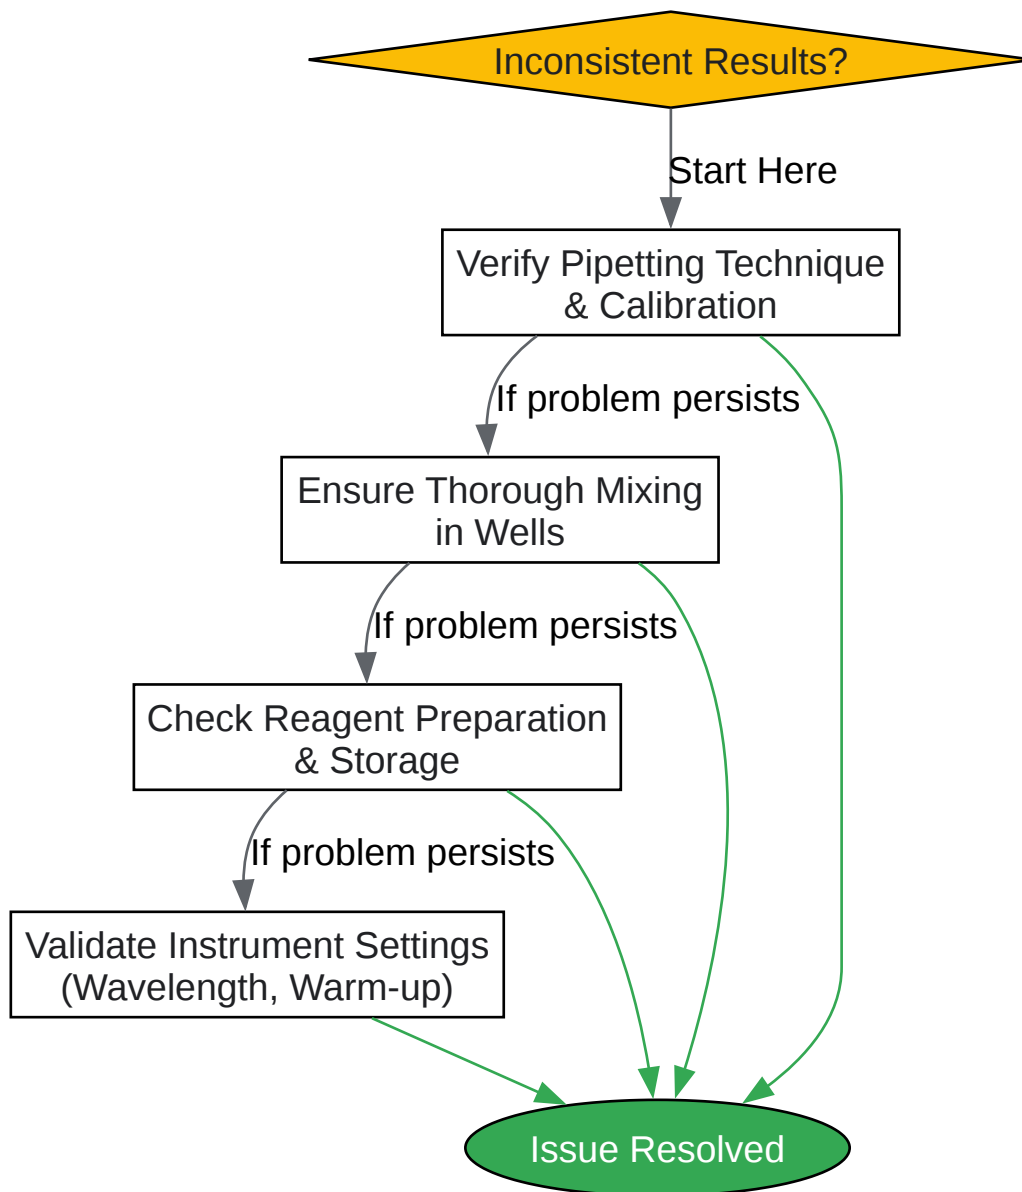 Inconsistent Results?
Start Here
Verify Pipetting Technique
& Calibration
If problem persists
Ensure Thorough Mixing
in Wells
If problem persists
Check Reagent Preparation
& Storage
If problem persists
Validate Instrument Settings
(Wavelength, Warm-up)
Issue Resolved